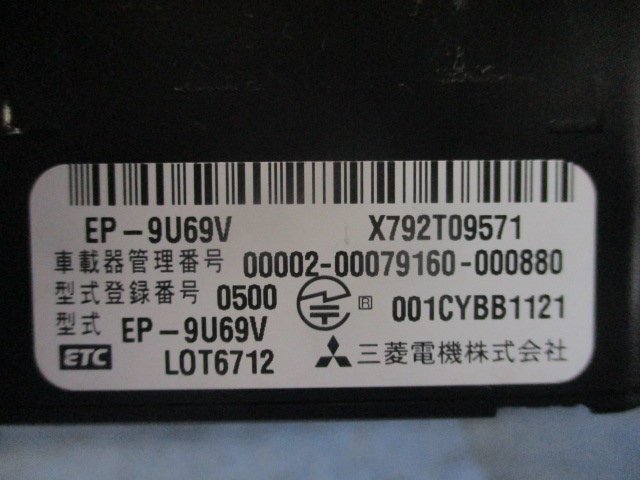 EP-9U69V X792T09571
車載器管理番号 00002-00079160-000880
型式登録番号 0500 R 001CYBB1121
型式 EP-9U69V
ETC LOT6712 三菱電機株式会社